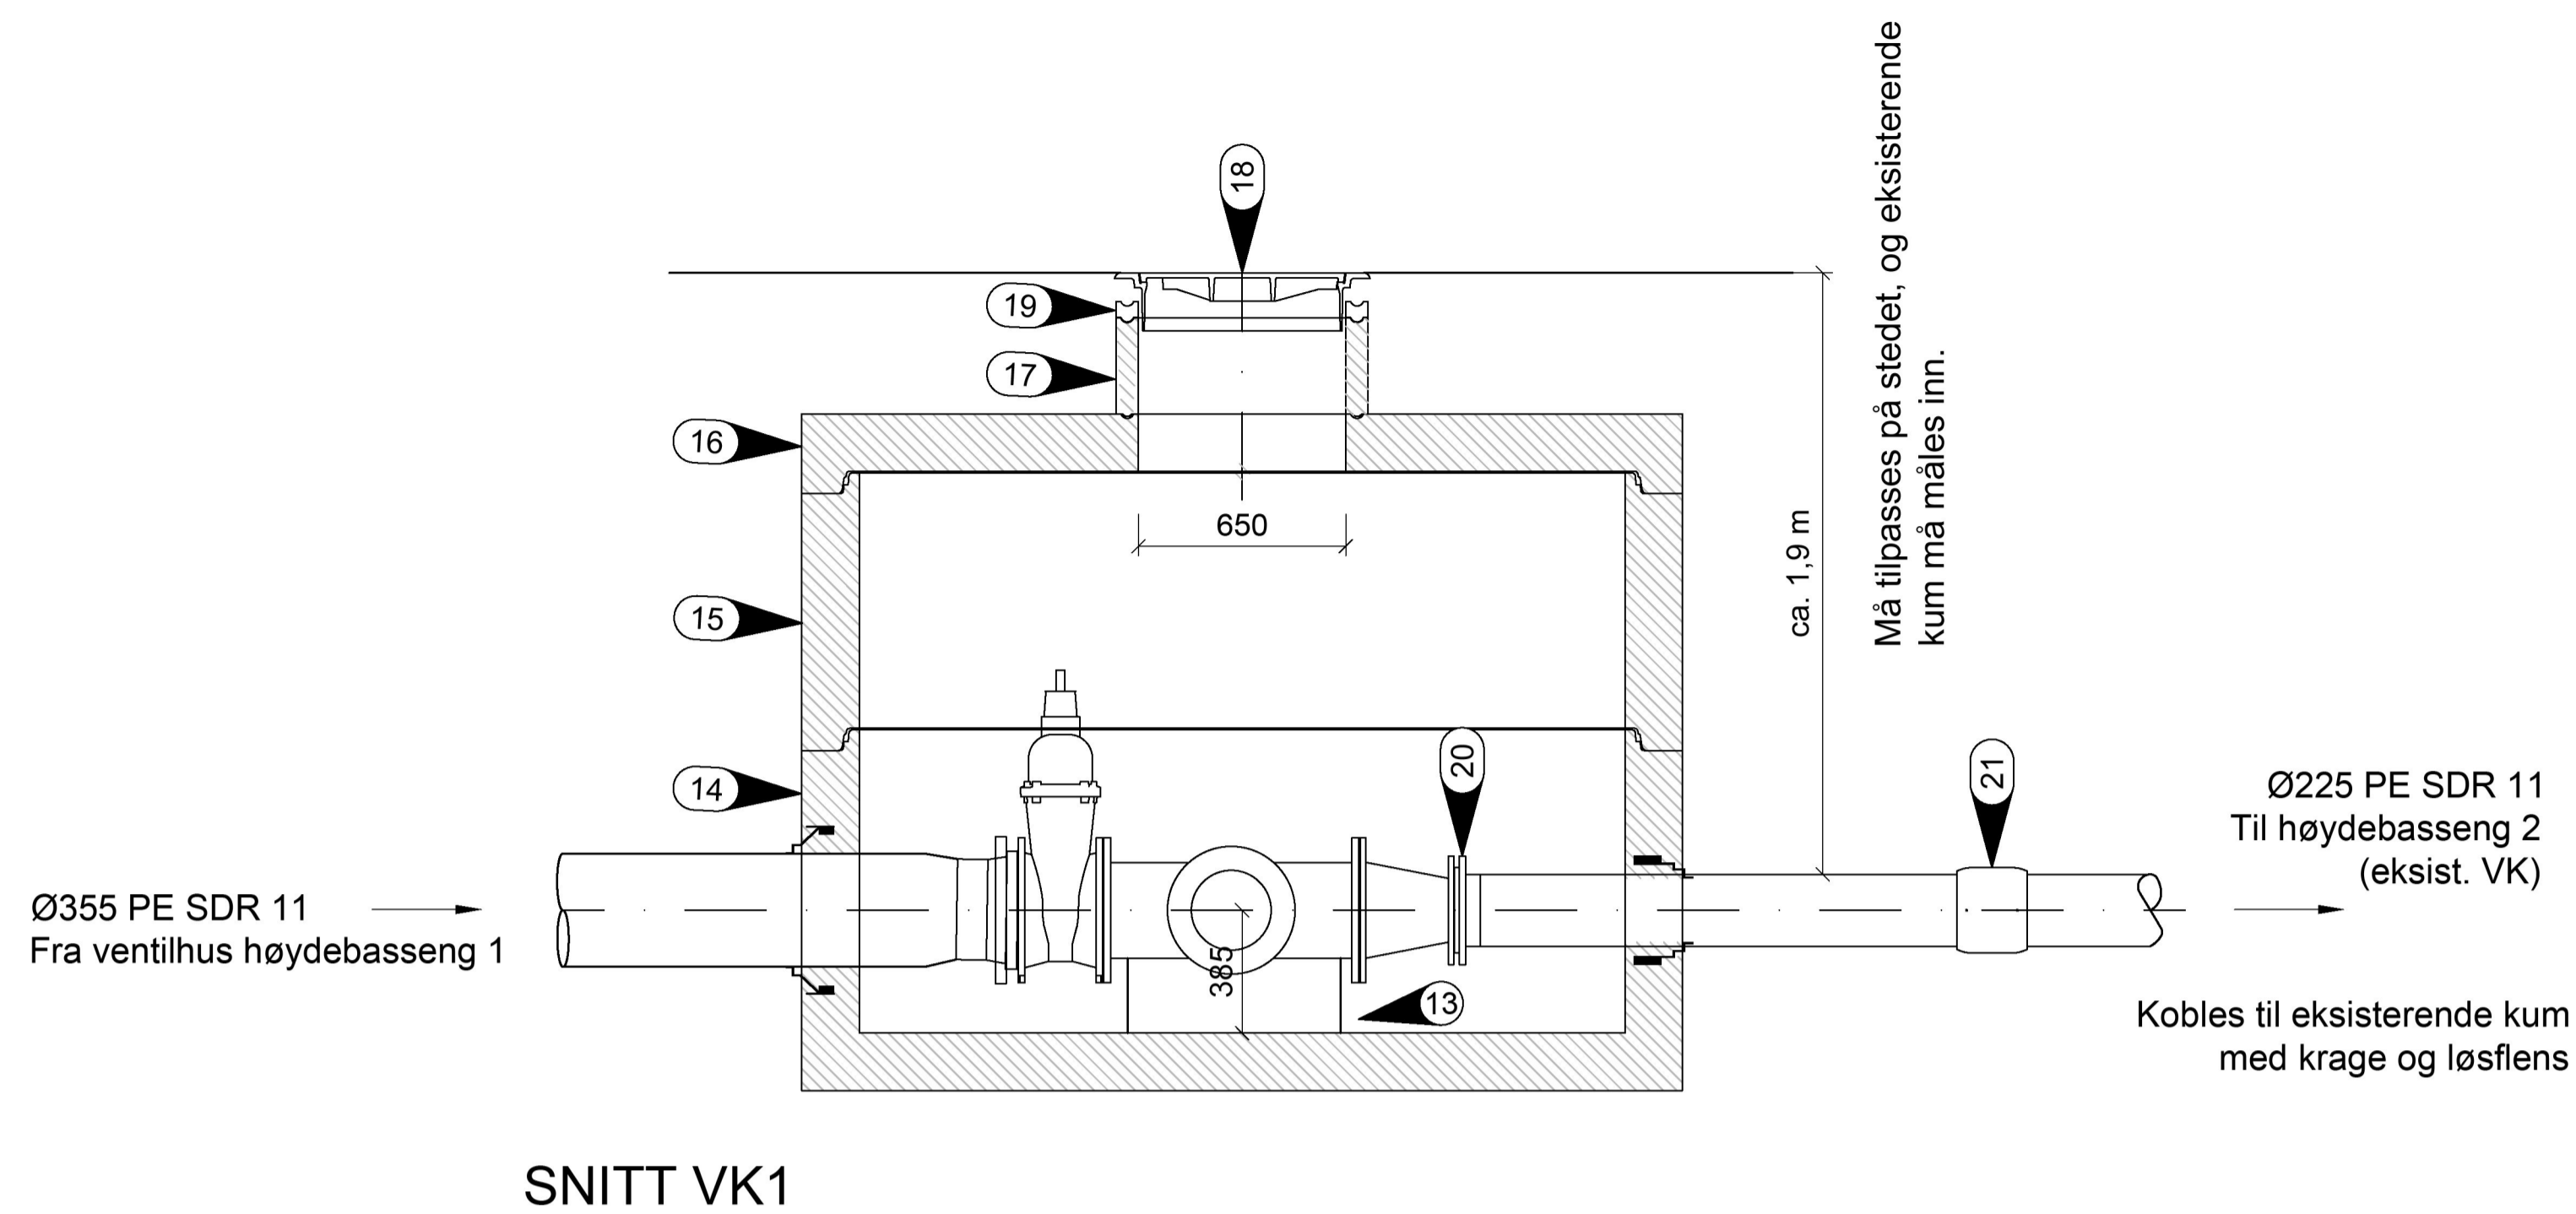 18
19
17
16
650
15
ca. 1,9 m
Må tilpasses på stedet, og eksisterende
kum må måles inn.
14
20
21
Ø225 PE SDR 11
Til høydebasseng 2
(eksist. VK)
Ø355 PE SDR 11
Fra ventilhus høydebasseng 1
385
13
Kobles til eksisterende kum
med krage og løsflens
SNITT VK1